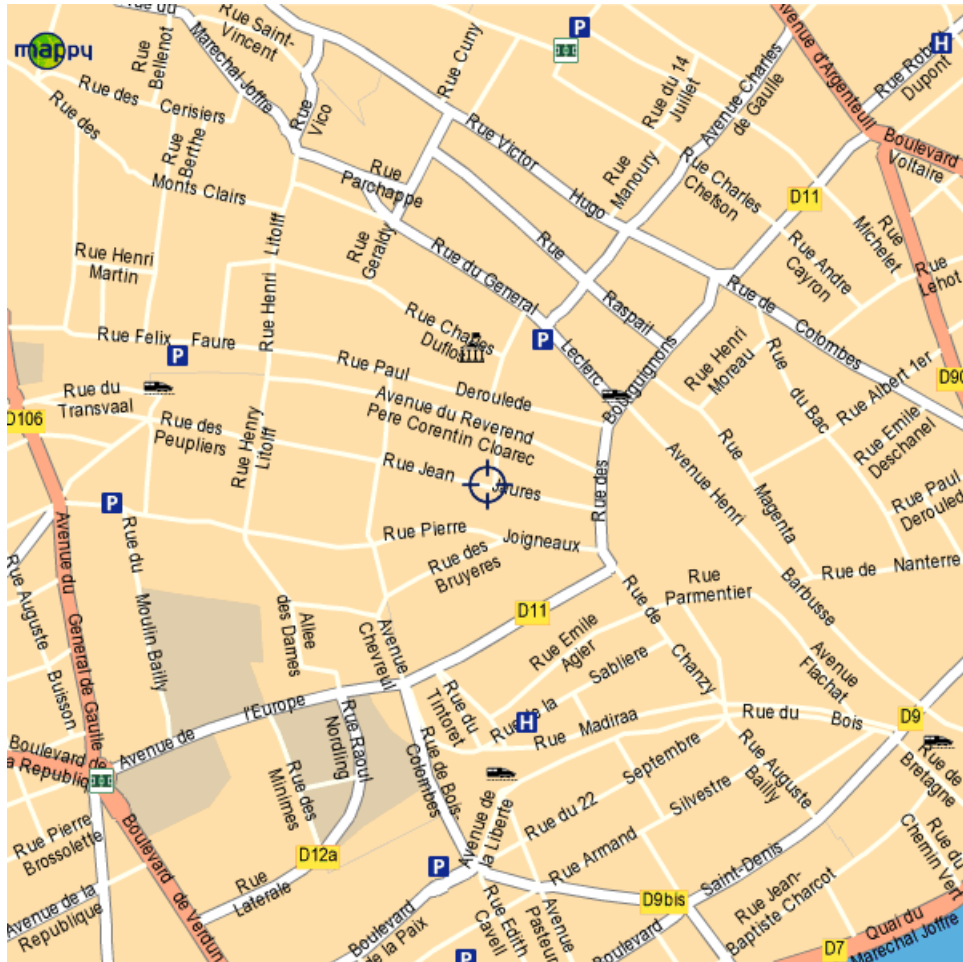 mappy
Rue du
Marechal Joffre
Rue Saint-
Vincent
Rue
Bellenot
Rue des
Cerisiers
Rue des
Monts Clairs
Rue
Berthe
Rue
Vico
Rue Cuny
P
H
Rue du 14
Juillet
Avenue Charles
de Gaulle
Avenue d'Argenteuil
Rue Robert
Dupont
Boulevard
Voltaire
Rue Victor
Hugo
Rue
Manoury
Rue Charles
Chefson
D11
Rue
Michelet
Rue
Parchappe
Rue
Geraldy
Rue Henri
Martin
Rue Henri
Litolff
Rue du General
Leclerc
Rue
Raspail
Rue Andre
Cayron
Rue
Lehot
Rue de
Colombes
Rue Felix
Faure
P
Rue Charles
Duflos
P
Rue Paul
Deroulede
Rue des
Bourguignons
Rue Henri
Moreau
Rue
du Bac
Rue Albert 1er
D90
D106
Rue du
Transvaal
Rue des
Peupliers
Rue Henry
Litolff
Avenue du Reverend
Pere Corentin Cloarec
Rue Emile
Deschanel
Rue Jean
Jaures
Avenue Henri
Barbusse
Rue
Magenta
Rue Paul
Deroulede
P
Rue Pierre
Joigneaux
Rue des
Bruyeres
Rue de
Nanterre
Avenue du
General de Gaulle
Rue Auguste
Buisson
Rue du
Moulin Bailly
Allee
des Dames
Avenue
Chevreul
D11
Rue Emile
Agier
Rue de
Chanzy
Rue
Parmentier
Avenue
Flachat
Avenue de
l'Europe
Rue du
Tintoret
Rue de la
Sabliere
H
Rue
Madiraa
Rue du
Bois
D9
Boulevard de
la Republique
Rue Raoul
Nordling
Rue de Bois-
Colombes
Rue des
Minimes
Avenue de
la Liberte
Rue du 22
Septembre
Rue Auguste
Bailly
Rue de
Bretagne
Rue Pierre
Brossolette
Boulevard de Verdun
D12a
Rue
Laterale
P
Rue Armand
Silvestre
Saint-Denis
D9bis
Rue du
Chemin Vert
Avenue de la
Republique
Boulevard
de la Paix
Rue Edith
Cavell
Avenue
Pasteur
Boulevard
Rue Jean-
Baptiste Charcot
P
D7
Quai du
Marechal Joffre